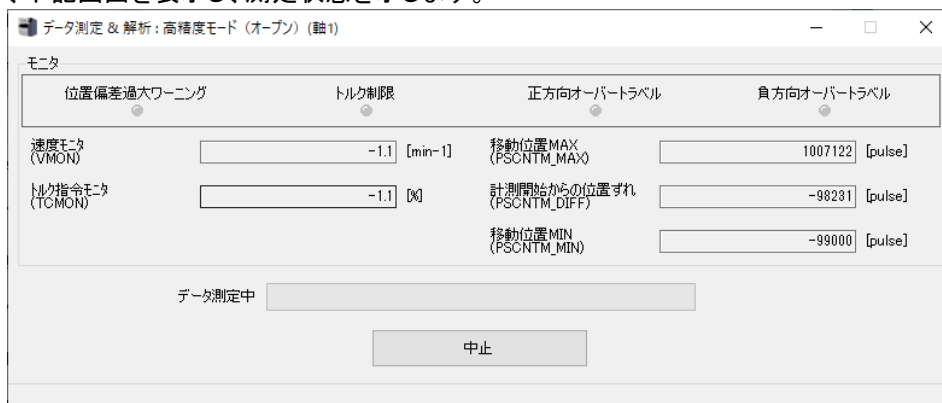 、下記画面を表示し、測定状態を示します。
データ測定 & 解析 : 高精度モード（オープン） (軸1)
モニタ
位置偏差過大ワーニング トルク制限 正方向オーバートラベル 負方向オーバートラベル
速度モニタ (VMON) -1.1 [min-1] 移動位置MAX (PSCNTM_MAX) 1007122 [pulse]
トルク指令モニタ (TCMON) -1.1 [%] 計測開始からの位置ずれ (PSCNTM_DIFF) -98231 [pulse]
移動位置MIN (PSCNTM_MIN) -99000 [pulse]
データ測定中
中止